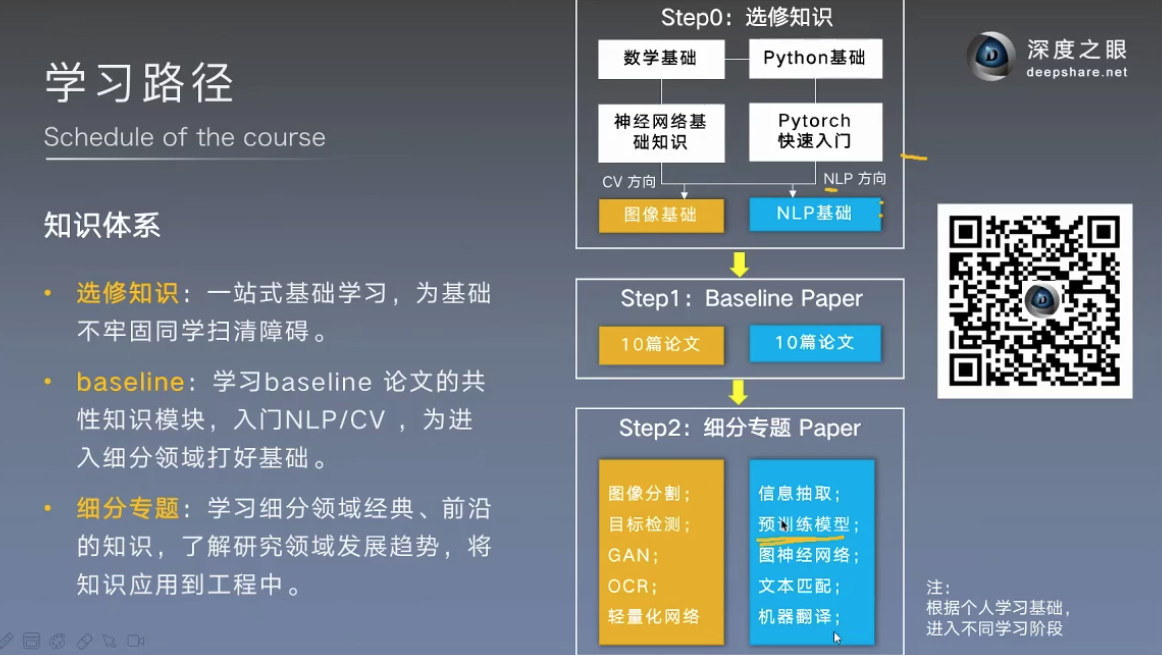 学习路径
Schedule of the course
知识体系
• 选修知识：一站式基础学习，为基础
不牢固同学扫清障碍。
• baseline：学习baseline 论文的共
性知识模块，入门NLP/CV ，为进
入细分领域打好基础。
• 细分专题：学习细分领域经典、前沿
的知识，了解研究领域发展趋势，将
知识应用到工程中。
Step0：选修知识
数学基础
Python基础
神经网络基
础知识
Pytorch
快速入门
CV 方向
NLP 方向
图像基础
NLP基础
Step1：Baseline Paper
10篇论文
10篇论文
Step2：细分专题 Paper
图像分割；
目标检测；
GAN；
OCR；
轻量化网络
信息抽取；
预训练模型；
图神经网络；
文本匹配；
机器翻译；
深度之眼
deepshare.net
注：
根据个人学习基础，
进入不同学习阶段